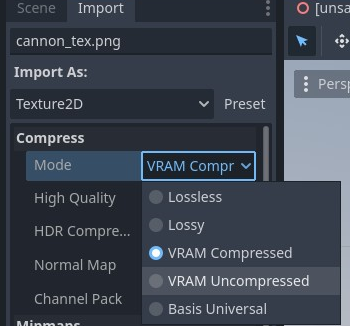 Scene Import
[unsa
cannon_tex.png
Persp
Import As:
Texture2D Preset
Compress
Mode VRAM Compr
High Quality Lossless
HDR Compre... Lossy
Normal Map VRAM Compressed
VRAM Uncompressed
Channel Pack Basis Universal
Mipmaps